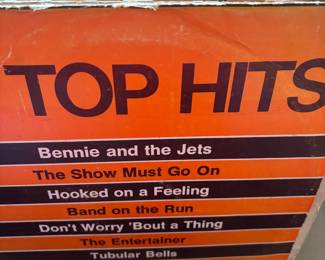 TOP HITS
Bennie and the Jets
The Show Must Go On
Hooked on a Feeling
Band on the Run
Don't Worry 'Bout a Thing
The Entertainer
Tubular Bells